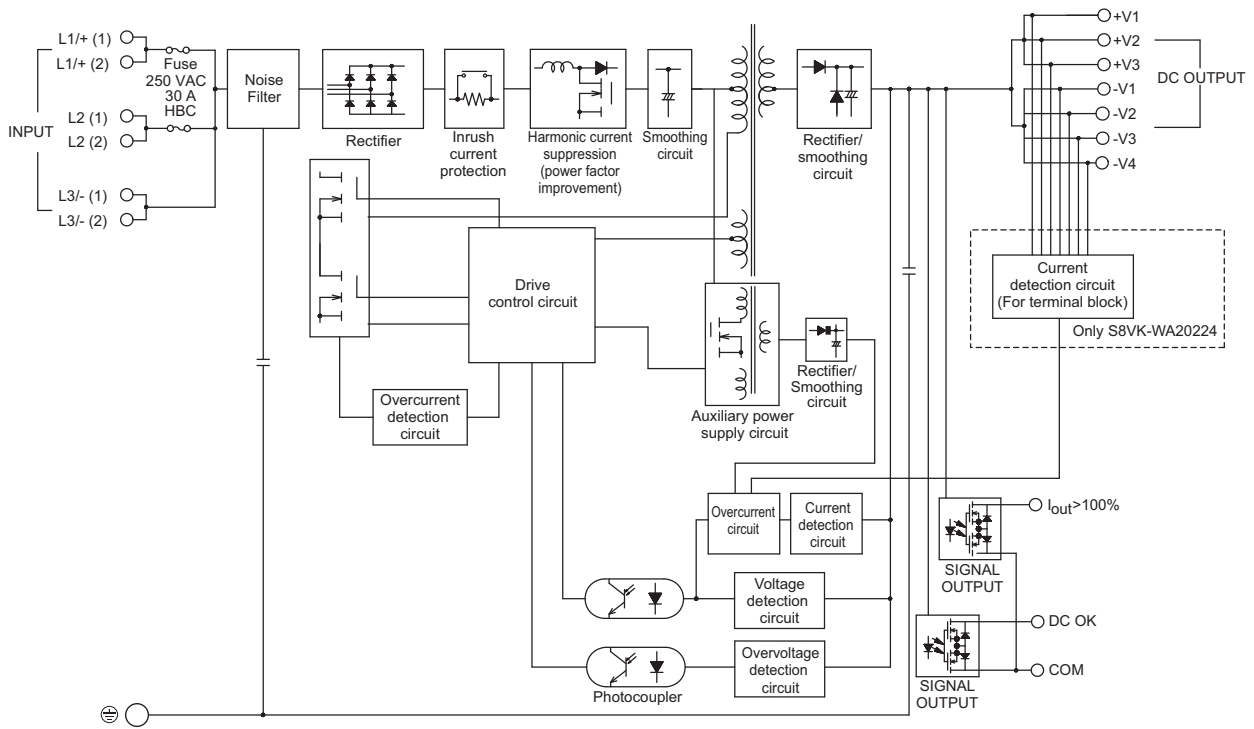 INPUT
L1/+ (1)
L1/+ (2)
L2 (1)
L2 (2)
L3/- (1)
L3/- (2)
Fuse
250 VAC
30 A
HBC
Noise
Filter
Rectifier
Inrush
current
protection
Harmonic current
suppression
(power factor
improvement)
Smoothing
circuit
Rectifier/
smoothing
circuit
+V1
+V2
+V3
-V1
-V2
-V3
-V4
DC OUTPUT
Current
detection circuit
(For terminal block)
Only S8VK-WA20224
Drive
control circuit
Overcurrent
detection
circuit
Auxiliary power
supply circuit
Rectifier/
Smoothing
circuit
Overcurrent
circuit
Current
detection
circuit
Voltage
detection
circuit
Overvoltage
detection
circuit
Photocoupler
Iout>100%
SIGNAL
OUTPUT
DC OK
COM
SIGNAL
OUTPUT